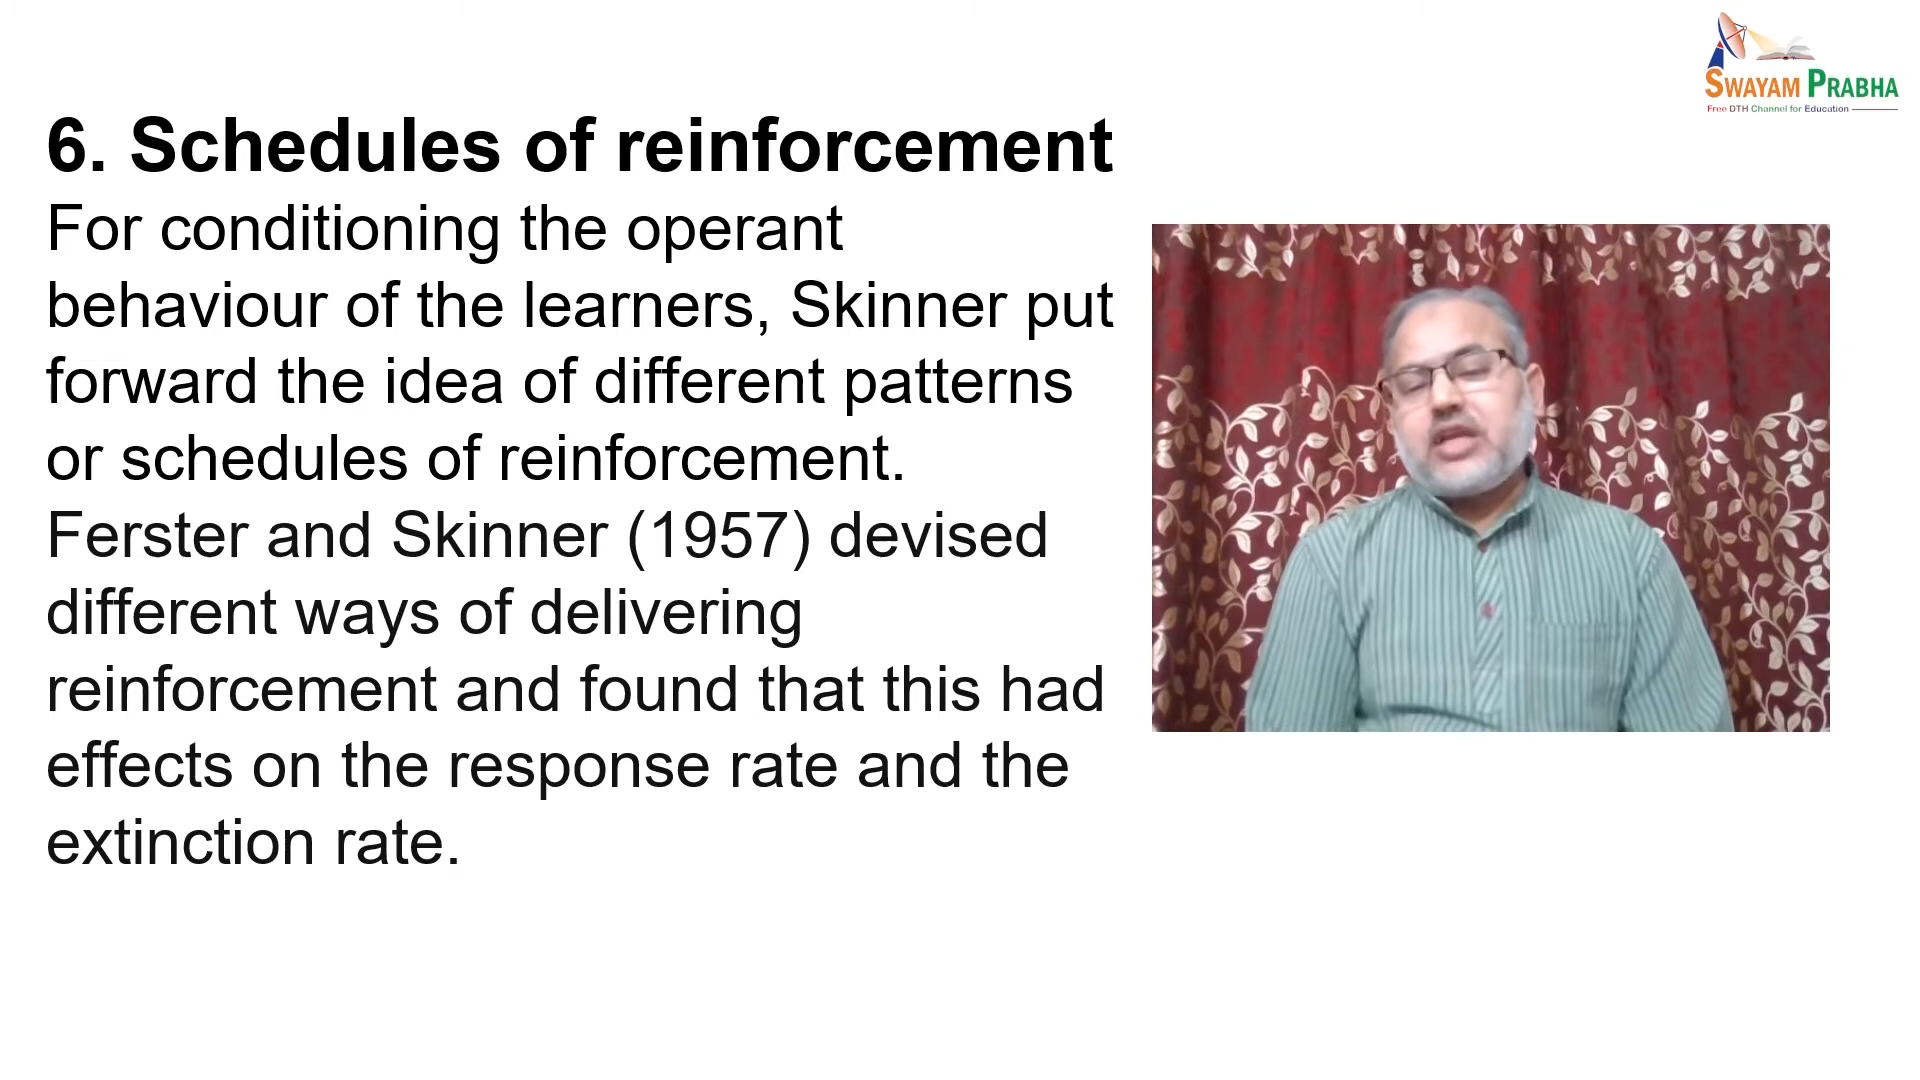 SWAYAM PRABHA
Free DTH Channel for Education
6. Schedules of reinforcement
For conditioning the operant
behaviour of the learners, Skinner put
forward the idea of different patterns
or schedules of reinforcement.
Ferster and Skinner (1957) devised
different ways of delivering
reinforcement and found that this had
effects on the response rate and the
extinction rate.